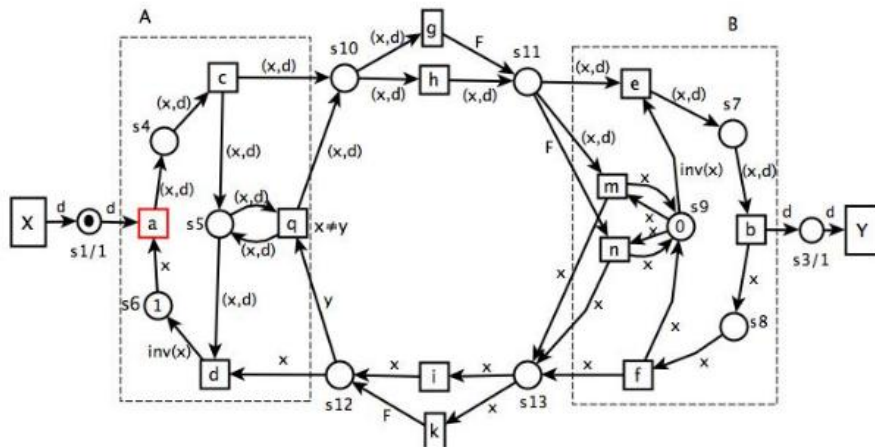 A
B
g
s10
(x,d)
F
s11
c
(x,d)
(x,d)
h
(x,d)
(x,d)
e
(x,d)
s7
(x,d)
s4
(x,d)
(x,d)
F
(x,d)
(x,d)
m
x
inv(x)
(x,d)
X
d
d
a
s1/1
s5
(x,d)
(x,d)
q
x≠y
x
x
s9
0
n
x
b
d
d
Y
s3/1
x
s6
1
(x,d)
y
x
x
x
x
s8
inv(x)
d
x
s12
x
i
x
s13
x
f
x
F
x
k